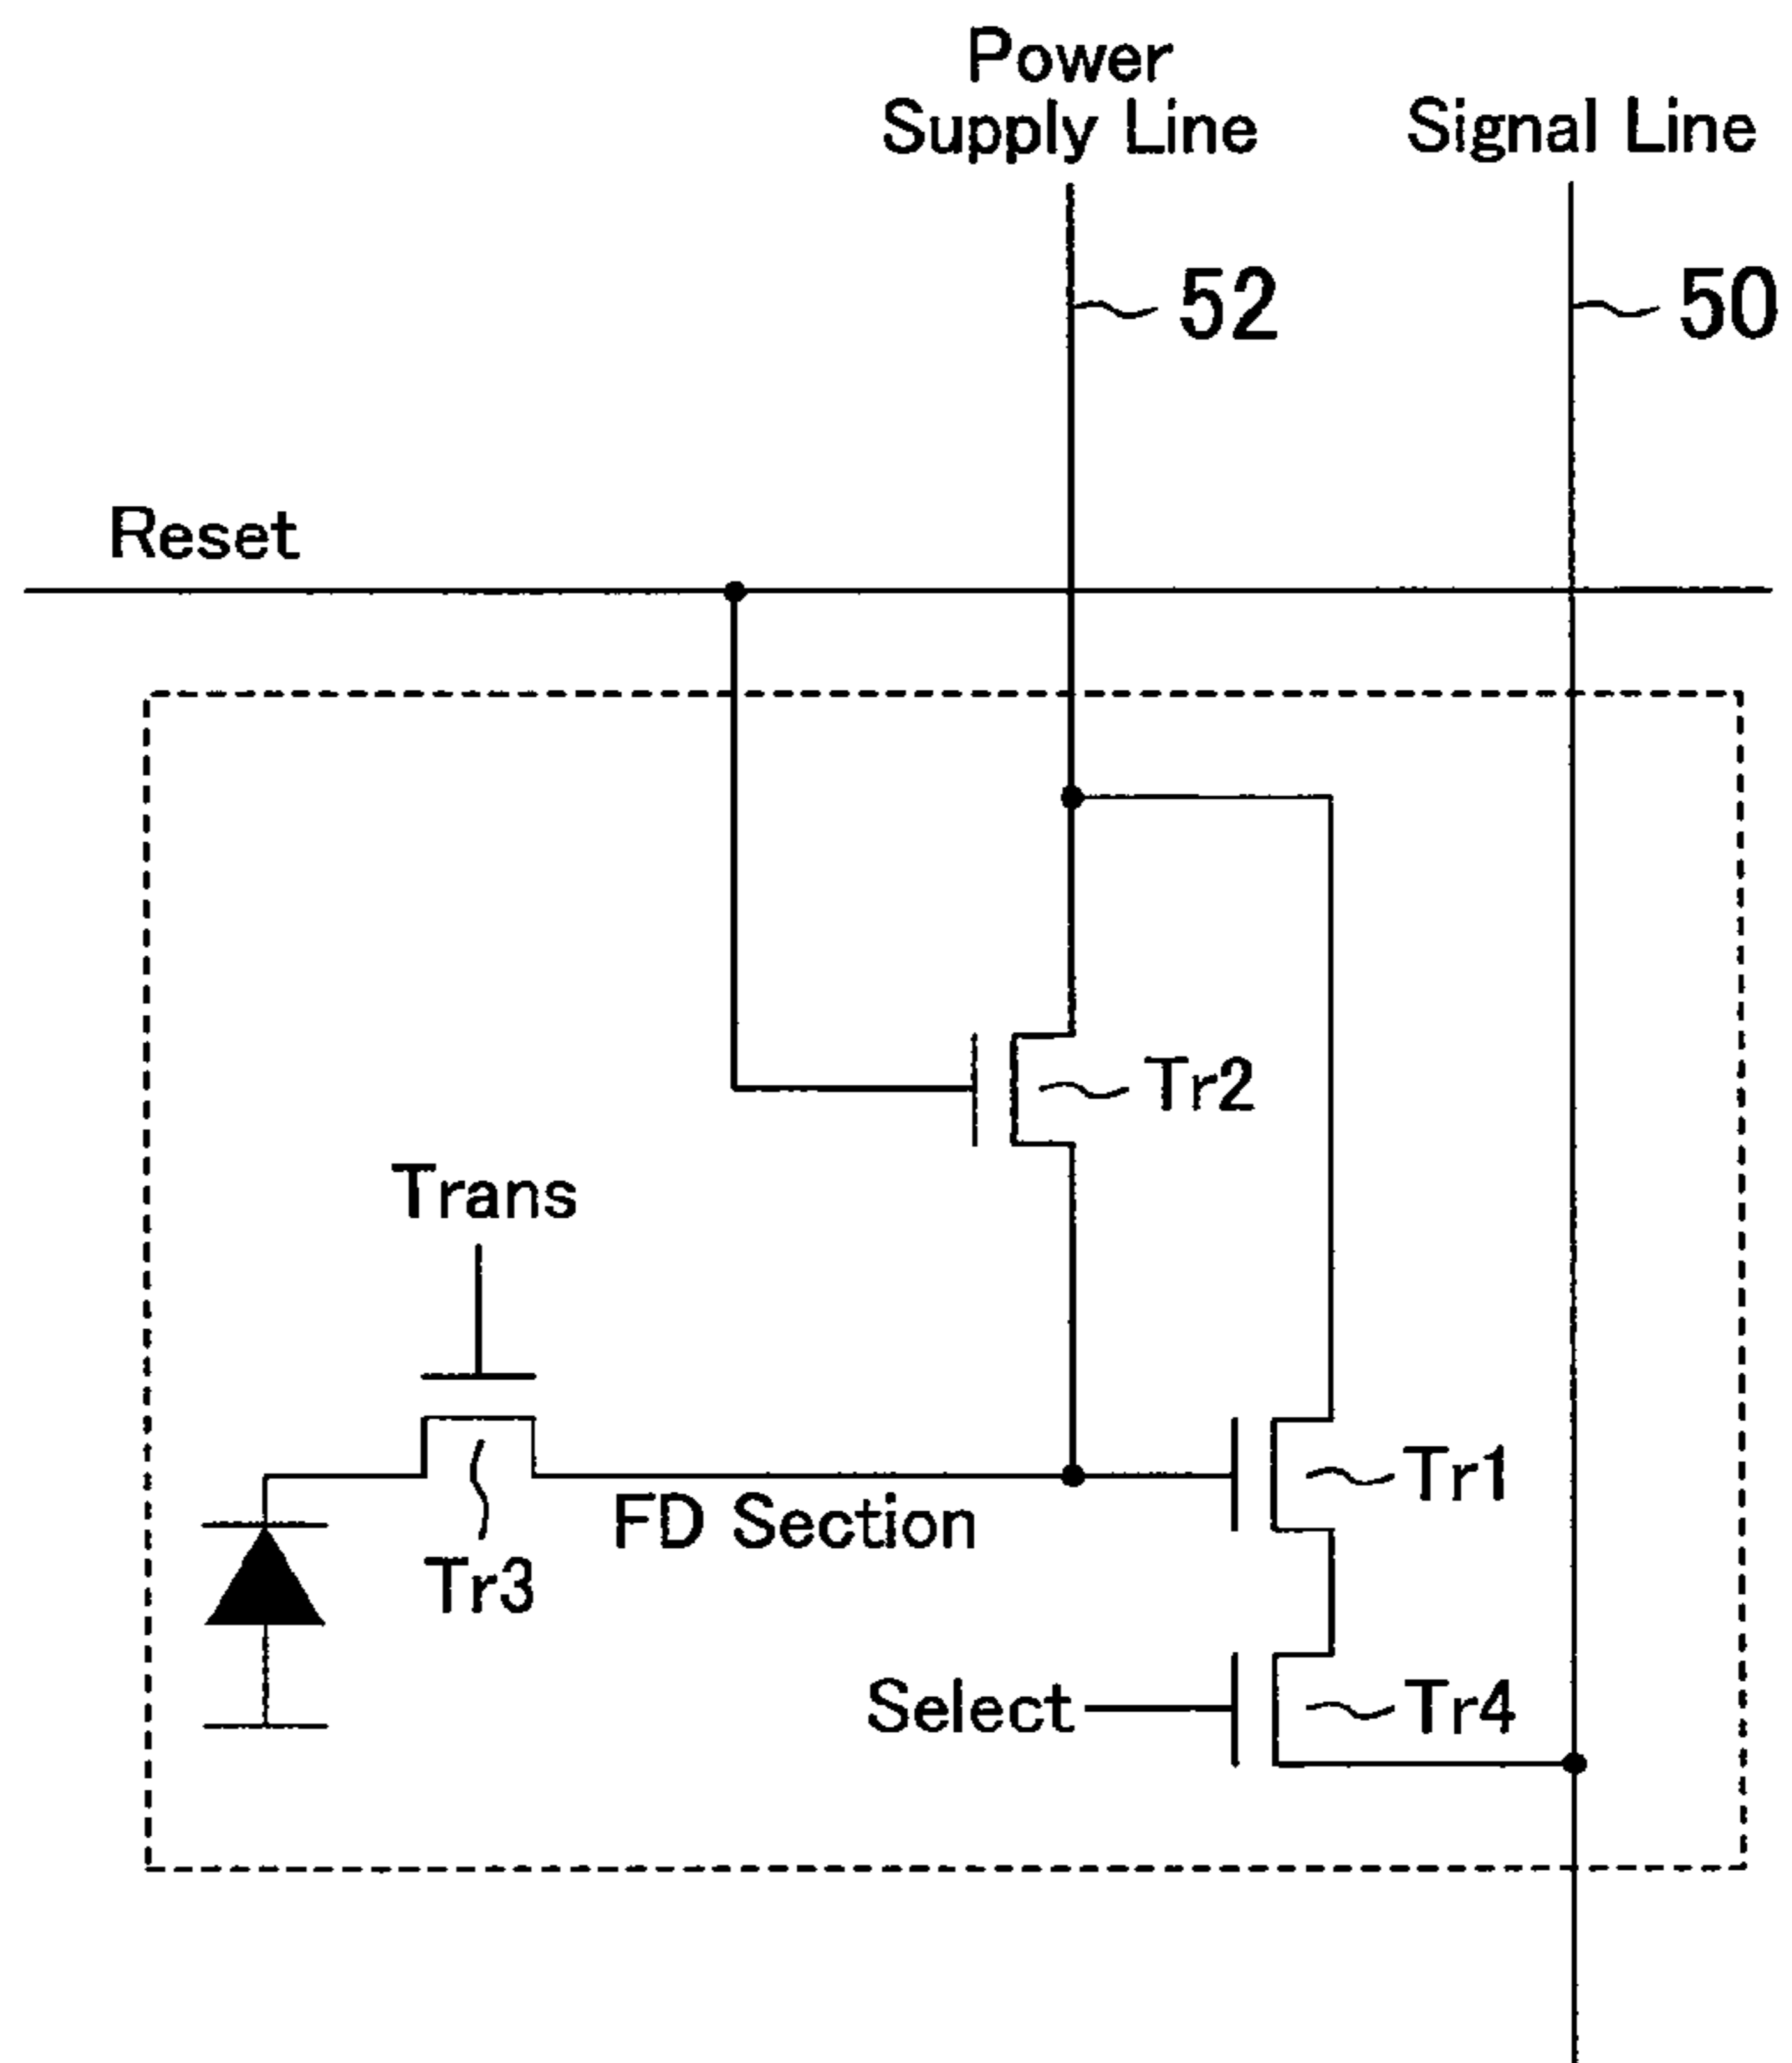 Power
Supply Line
Signal Line
52
50
Reset
Tr2
Trans
Tr1
FD Section
Tr3
Select
Tr4